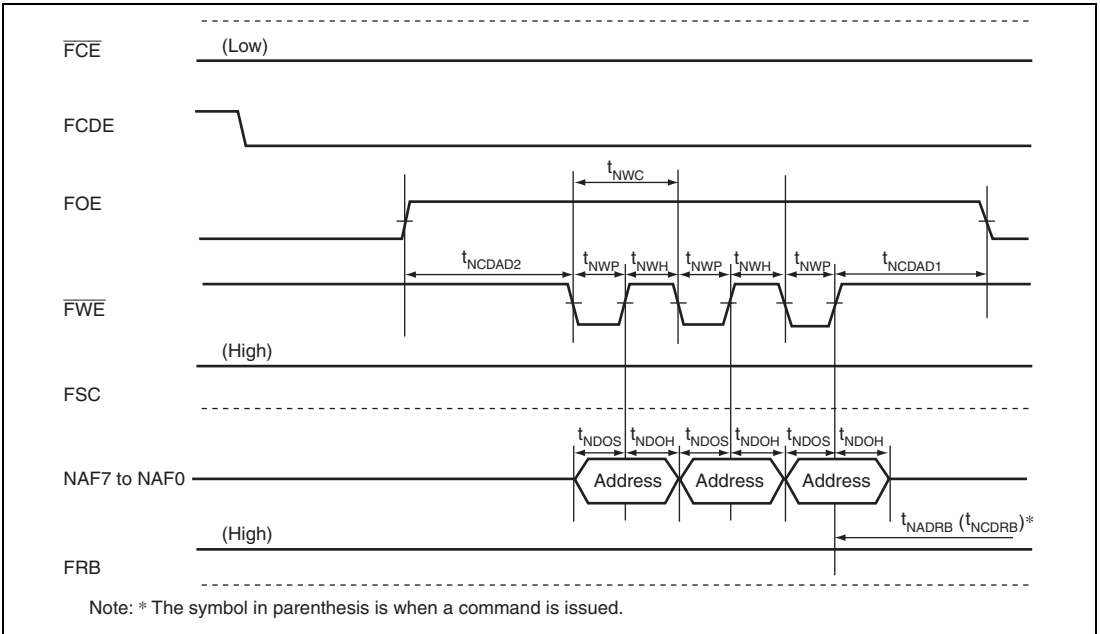 F̅C̅E̅ (Low)
FCDE
tNWC
FOE
tNCDAD2 tNWP tNWH tNWP tNWH tNWP tNCDAD1
F̅W̅E̅
(High)
FSC
tNDOS tNDOH tNDOS tNDOH tNDOS tNDOH
NAF7 to NAF0 Address Address Address
tNADRB (tNCDRB)*
(High)
FRB
Note: * The symbol in parenthesis is when a command is issued.